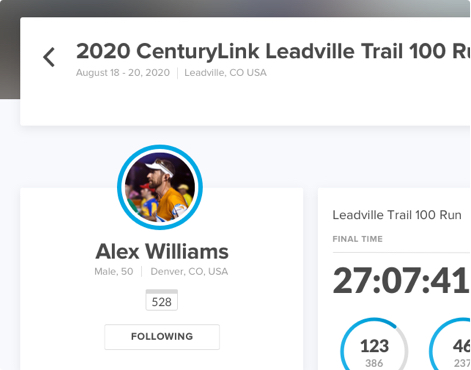 2020 CenturyLink Leadville Trail 100 R
August 18 - 20, 2020 | Leadville, CO USA
Alex Williams
Male, 50 | Denver, CO, USA
528
FOLLOWING
Leadville Trail 100 Run
FINAL TIME
27:07:41
123
386
46
237